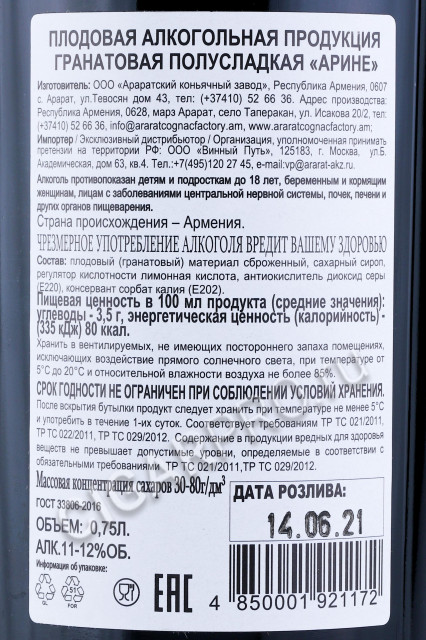 ПЛОДОВАЯ АЛКОГОЛЬНАЯ ПРОДУКЦИЯ
ГРАНАТОВАЯ ПОЛУСЛАДКАЯ «АРИНЕ»
Изготовитель: ООО «Араратский коньячный завод», Республика Армения, 0607
г. Арарат, ул.Тевосян дом 43, тел. (+37410) 52 66 36. Адрес производства:
Республика Армения, 0628, марз Арарат, село Таперакан, ул. Исакова 20/2, т.
(+37410) 52 66 36, info@araratcognacfactory.am, www.araratcognacfactory.am;
Импортер / Эксклюзивный дистрибьютор / Организация, уполномоченная принимать
претензии на территории РФ: ООО «Винный Путь», 125183, г. Москва, ул.Б.
Академическая, дом 63, кв.4. Тел.:+7(495)120 27 45, e-mail:vp@ararat-akz.ru.
Алкоголь противопоказан детям и подросткам до 18 лет, беременным и кормящим
женщинам, лицам с заболеваниями центральной нервной системы, почек, печени и
других органов пищеварения.
Страна происхождения – Армения.
ЧРЕЗМЕРНОЕ УПОТРЕБЛЕНИЕ АЛКОГОЛЯ ВРЕДИТ ВАШЕМУ ЗДОРОВЬЮ
Состав: плодовый (гранатовый) материал сброженный, сахарный сироп,
регулятор кислотности лимонная кислота, антиокислитель диоксид серы
(Е220), консервант сорбат калия (Е202).
Пищевая ценность в 100 мл продукта (средние значения):
углеводы - 3,5 г, энергетическая ценность (калорийность) -
(335 кДж) 80 ккал.
Хранить в вентилируемых, не имеющих постороннего запаха помещениях,
исключающих воздействие прямого солнечного света, при температуре от
5°С до 20°С и относительной влажности воздуха не более 85%.
СРОК ГОДНОСТИ НЕ ОГРАНИЧЕН ПРИ СОБЛЮДЕНИИ УСЛОВИЙ ХРАНЕНИЯ.
После вскрытия бутылки продукт следует хранить при температуре не менее 5°С
и употребить в течение 1-их суток. Соответствует требованиям ТР ТС 021/2011,
ТР ТС 022/2011, ТР ТС 029/2012. Содержание в продукции вредных для здоровья
веществ не превышает допустимые уровни, определяемые в соответствии с
обязательными требованиями, ТР ТС 021/2011,ТР ТС 029/2012.
Массовая концентрация сахаров 30-80г/дм³
ГОСТ 33806-2016
ОБЪЕМ: 0,75Л.
АЛК.11-12%ОБ.
Информация об упаковке:
GL
51
FOR
EAC
ДАТА РОЗЛИВА:
14.06.21
4 850001 921172